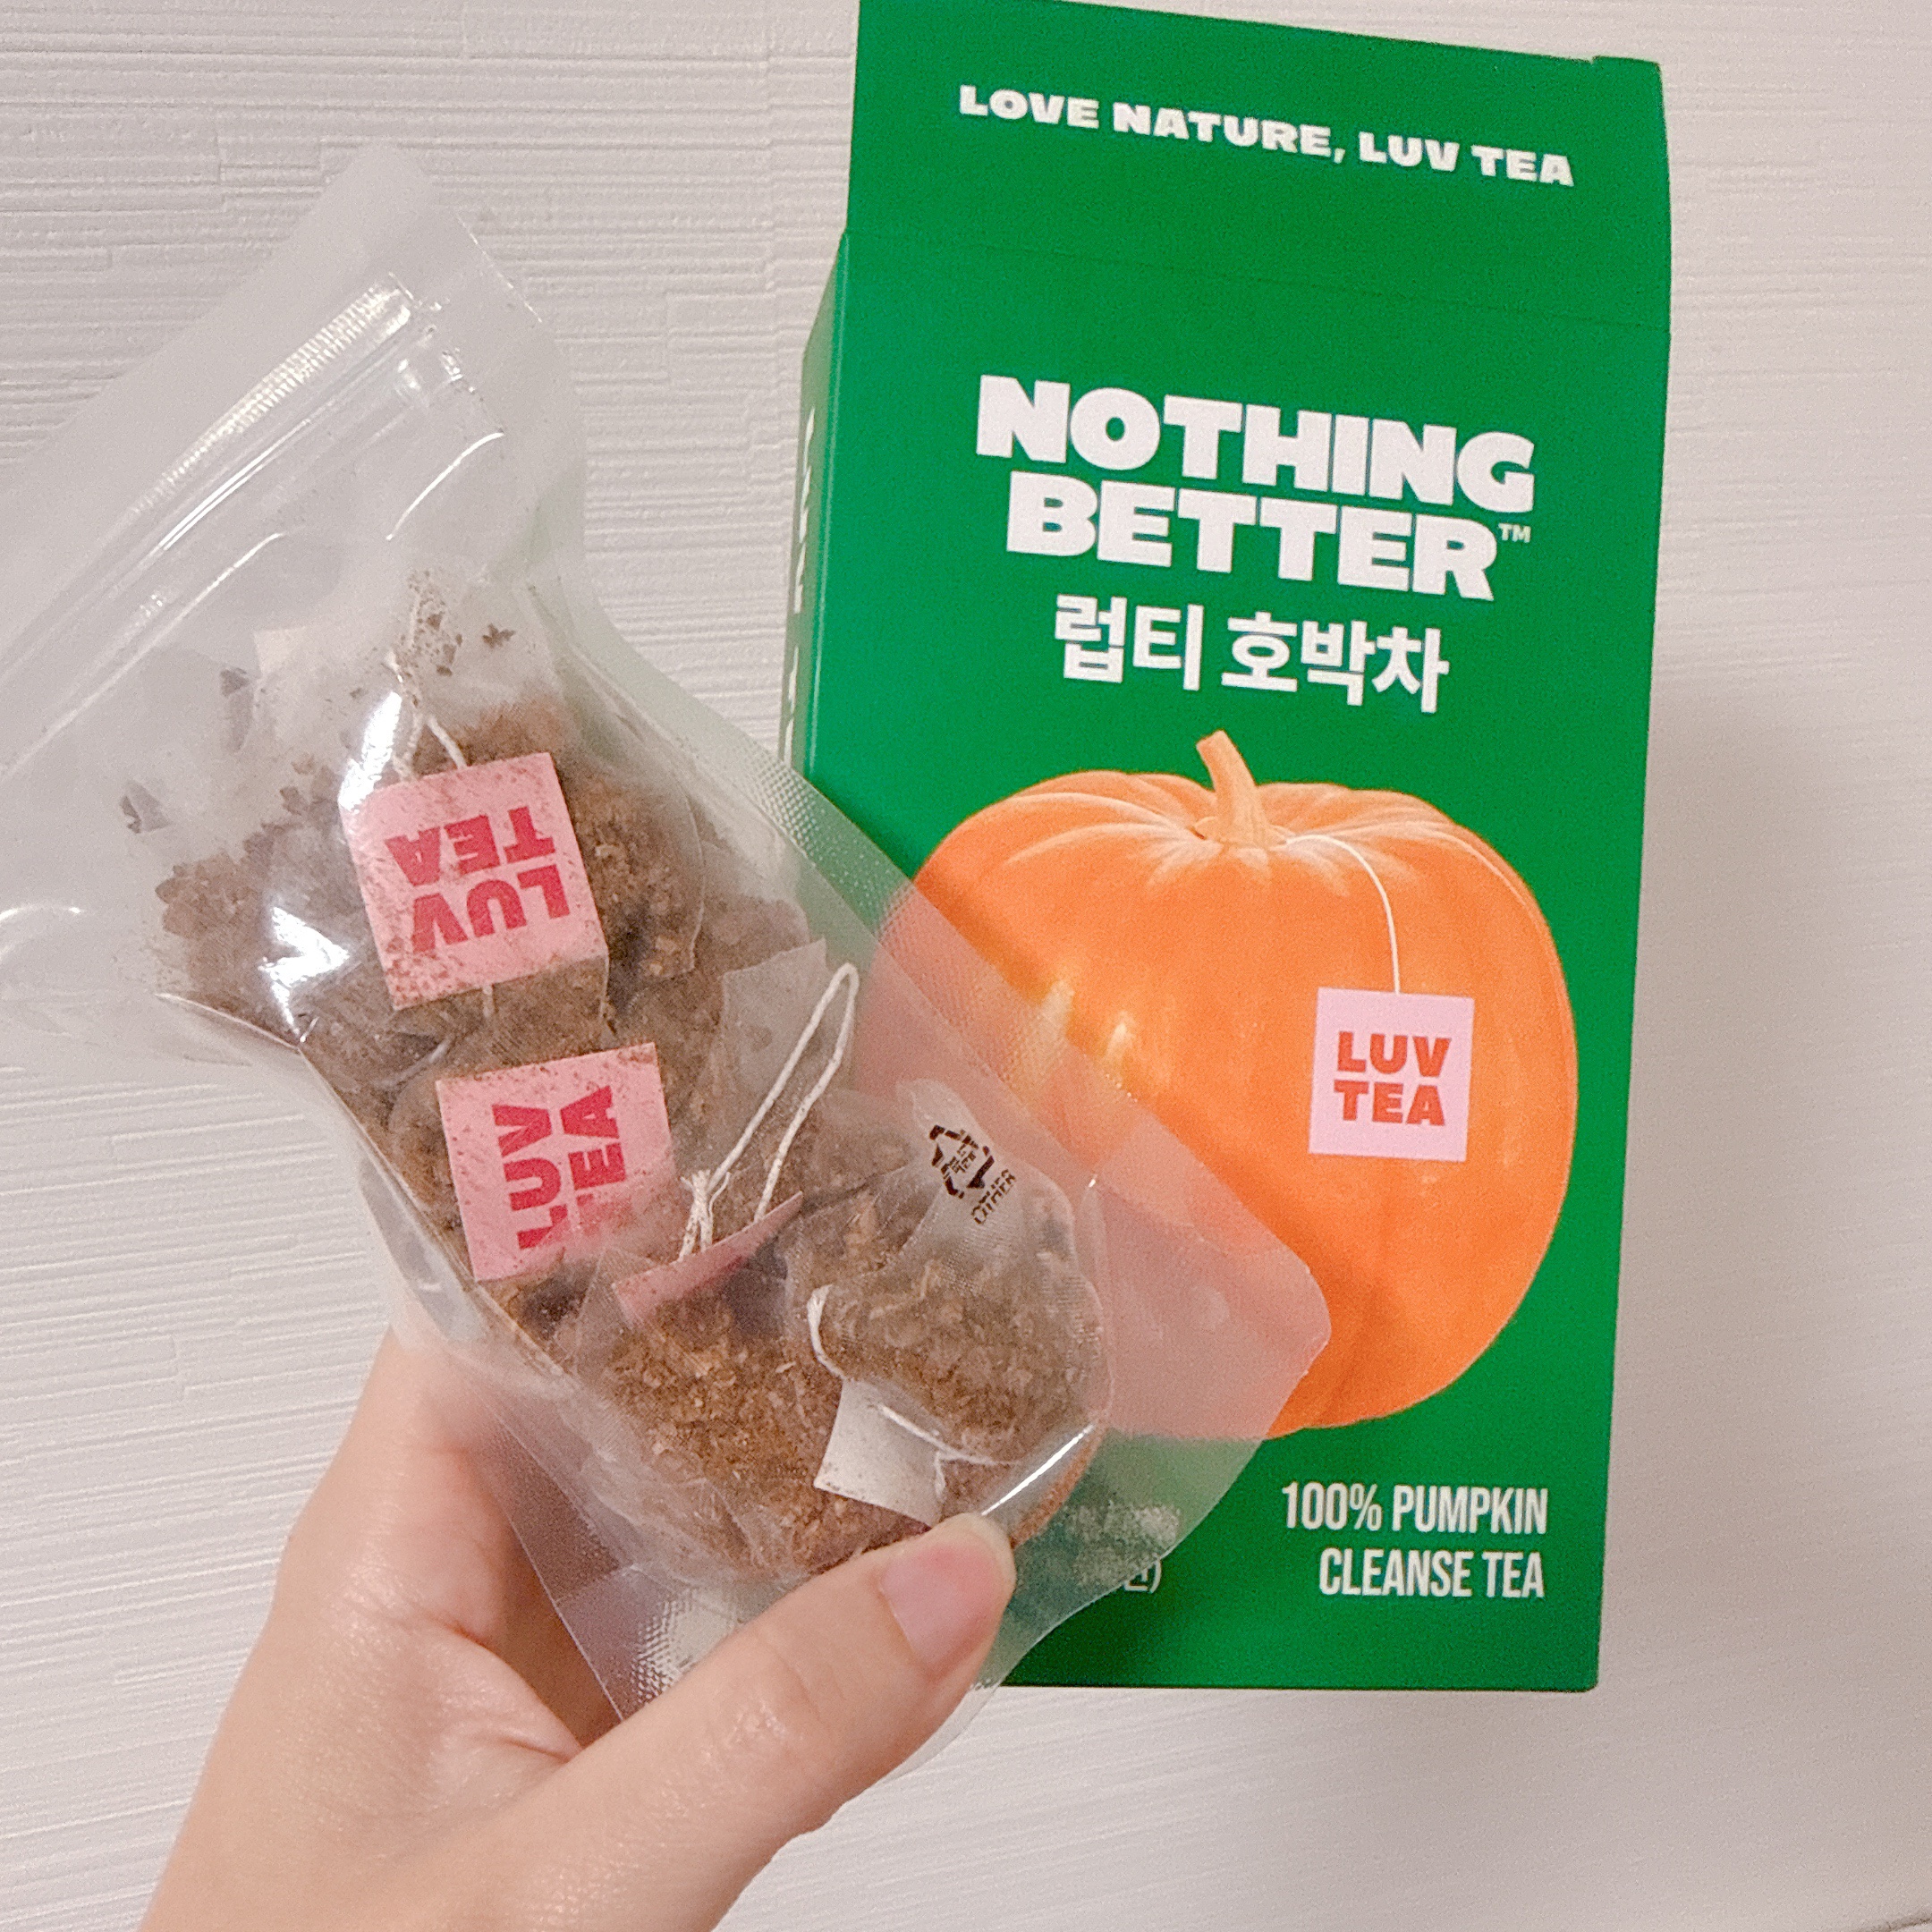 LOVE NATURE, LUV TEA
NOTHING
BETTER™
럽티 호박차
LUV
TEA
100% PUMPKIN
CLEANSE TEA
LUV
TEA
LUV
TEA
OTHER